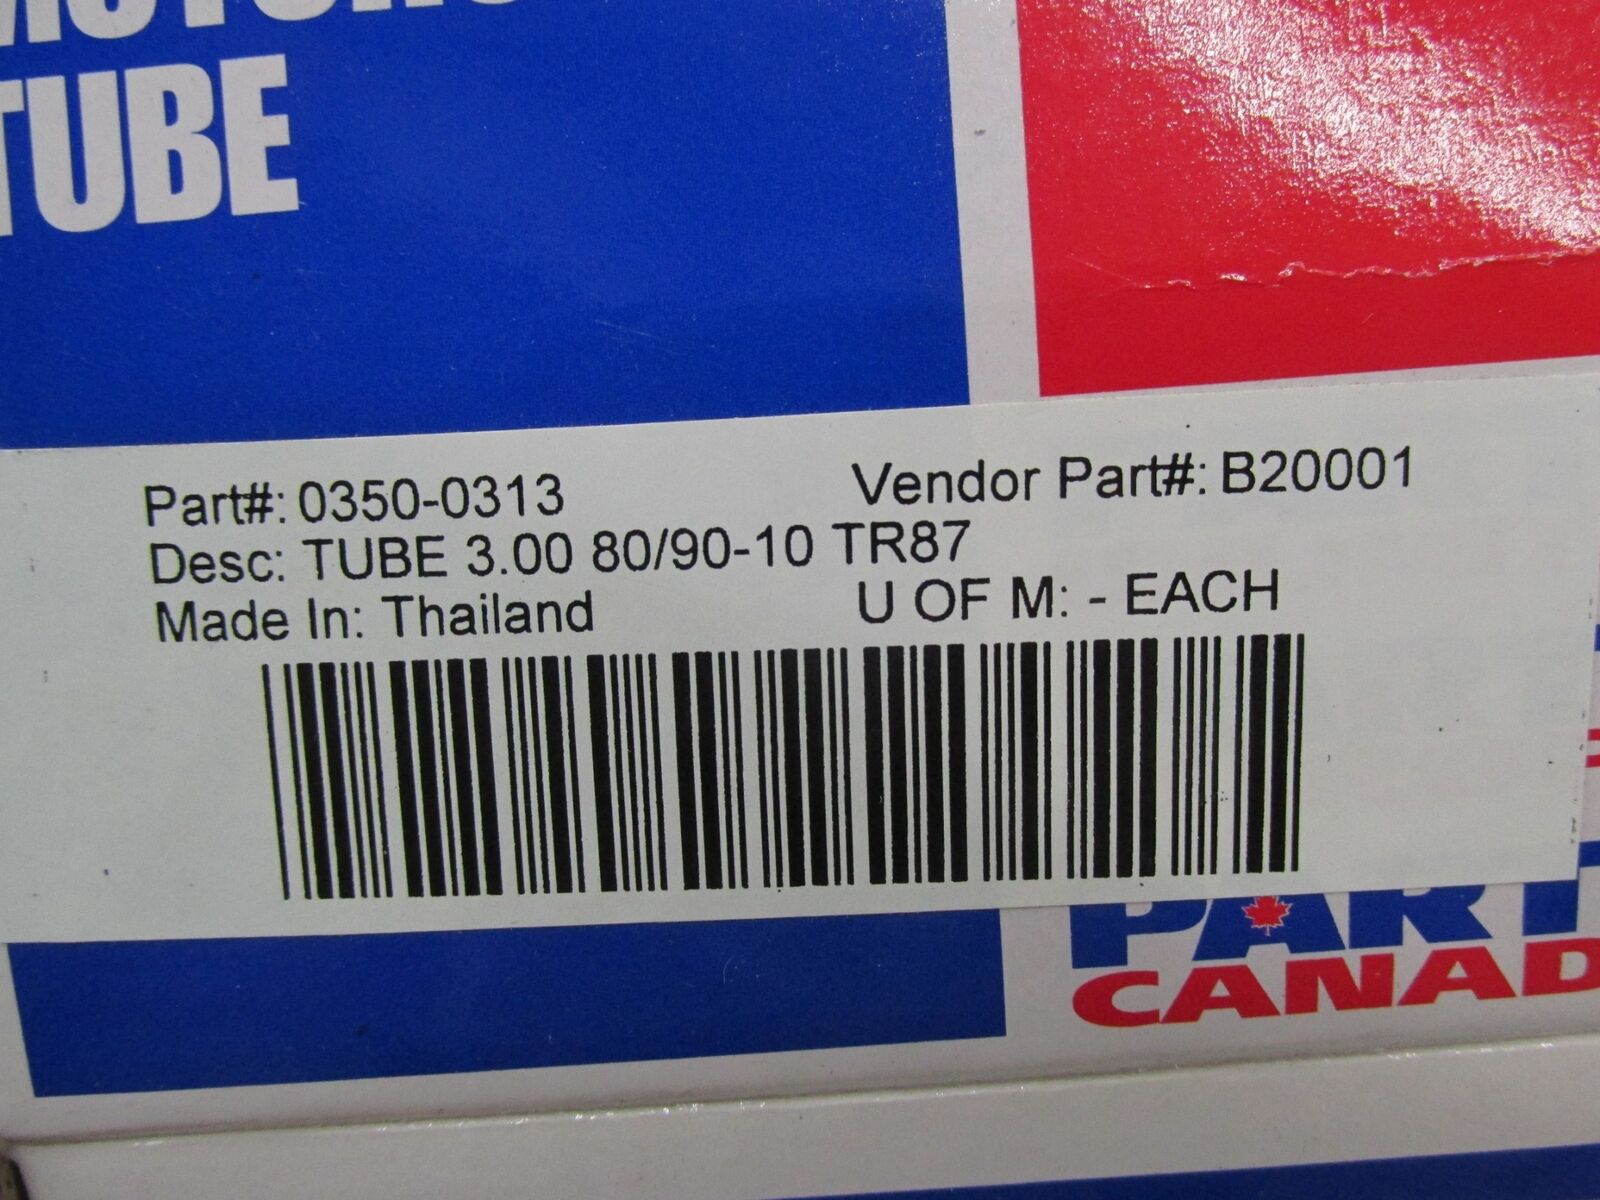 TUBE
Part#: 0350-0313
Vendor Part#: B20001
Desc: TUBE 3.00 80/90-10 TR87
Made In: Thailand
U OF M: - EACH